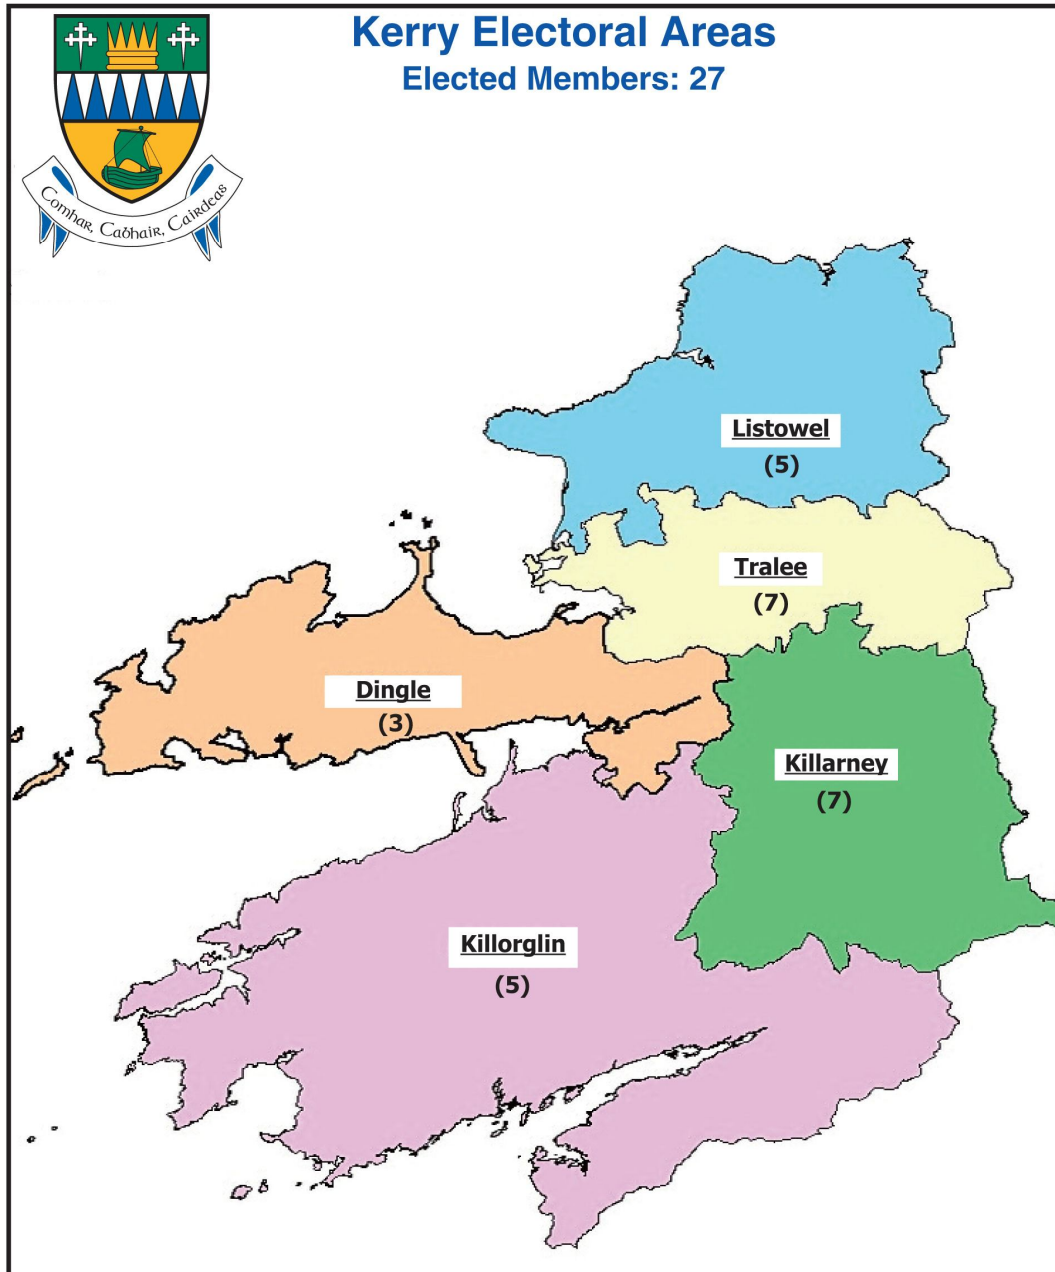 Kerry Electoral Areas
Elected Members: 27
Comhar, Cabhair, Cairdeas
Listowel
(5)
Tralee
(7)
Dingle
(3)
Killarney
(7)
Killorglin
(5)